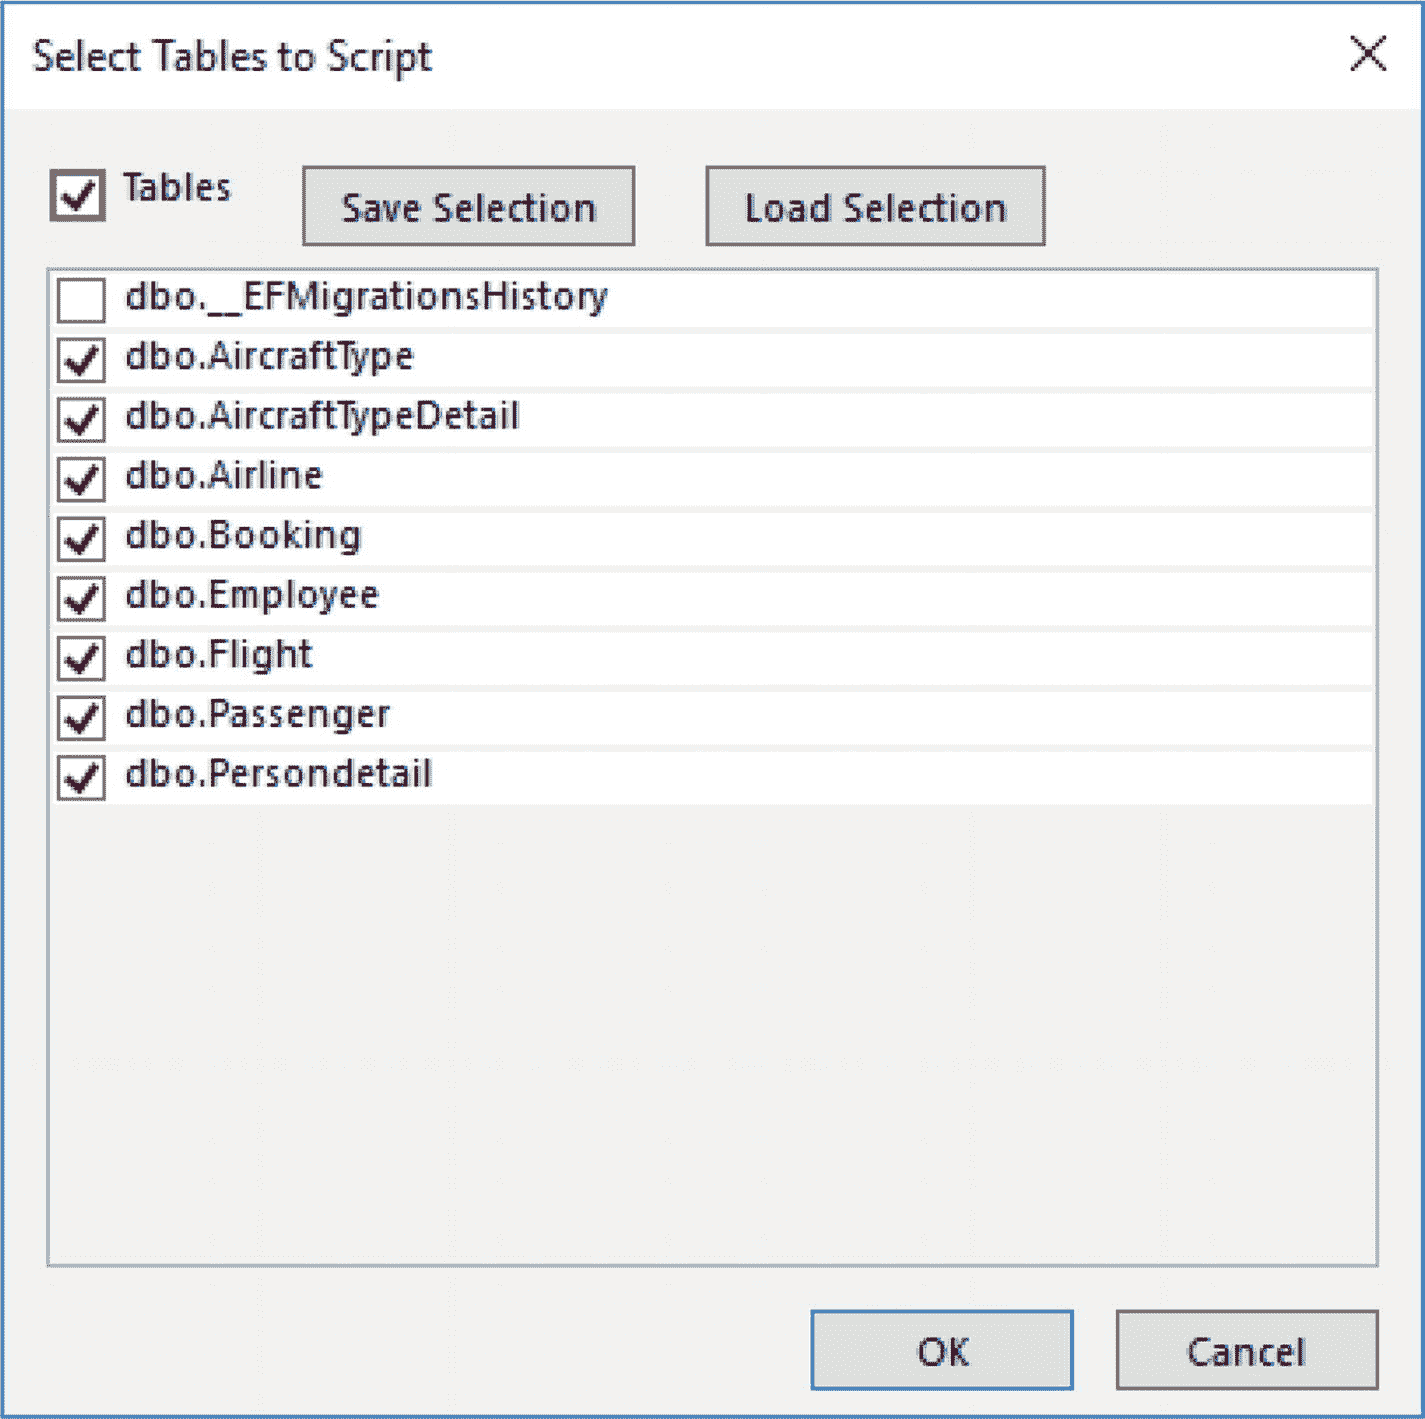 Select Tables to Script
Tables
Save Selection
Load Selection
dbo.__EFMigrationsHistory
dbo.AircraftType
dbo.AircraftTypeDetail
dbo.Airline
dbo.Booking
dbo.Employee
dbo.Flight
dbo.Passenger
dbo.Persondetail
OK
Cancel